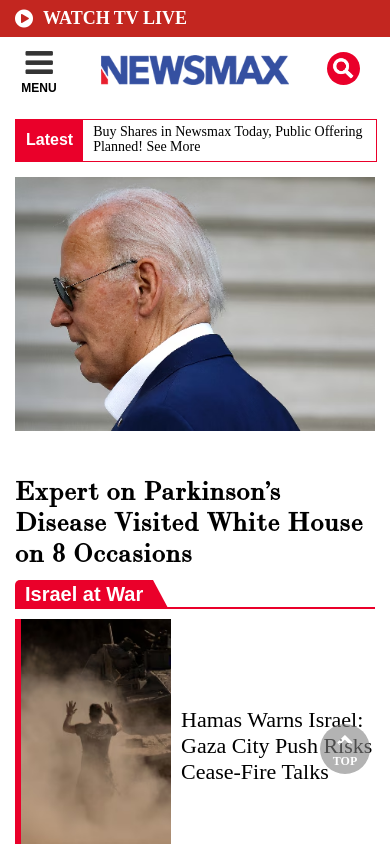 WATCH TV LIVE
MENU
NEWSMAX
Latest
Buy Shares in Newsmax Today, Public Offering
Planned! See More
Expert on Parkinson’s
Disease Visited White House
on 8 Occasions
Israel at War
Hamas Warns Israel:
Gaza City Push Risks
Cease-Fire Talks
TOP